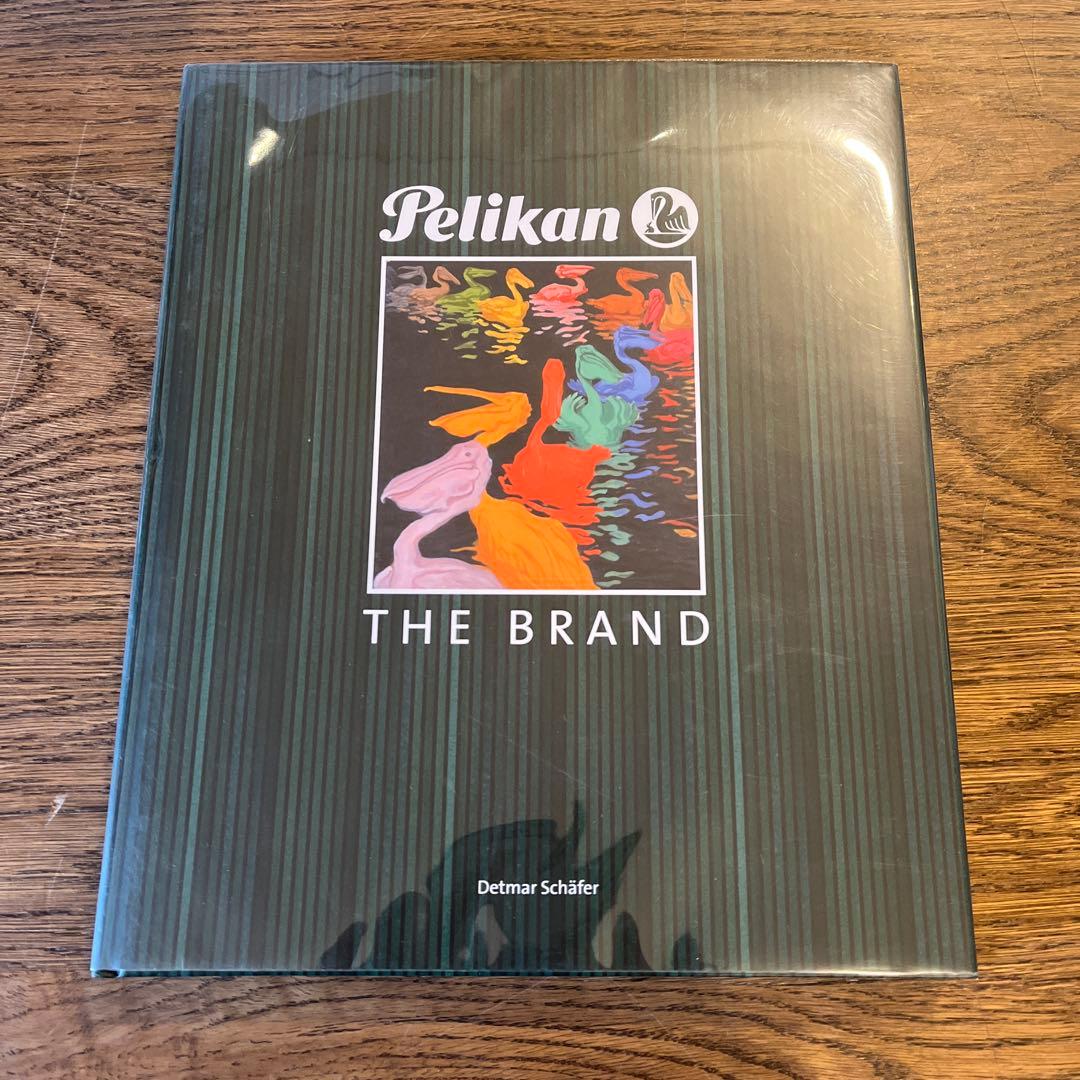 Pelikan
THE BRAND
Detmar Schäfer